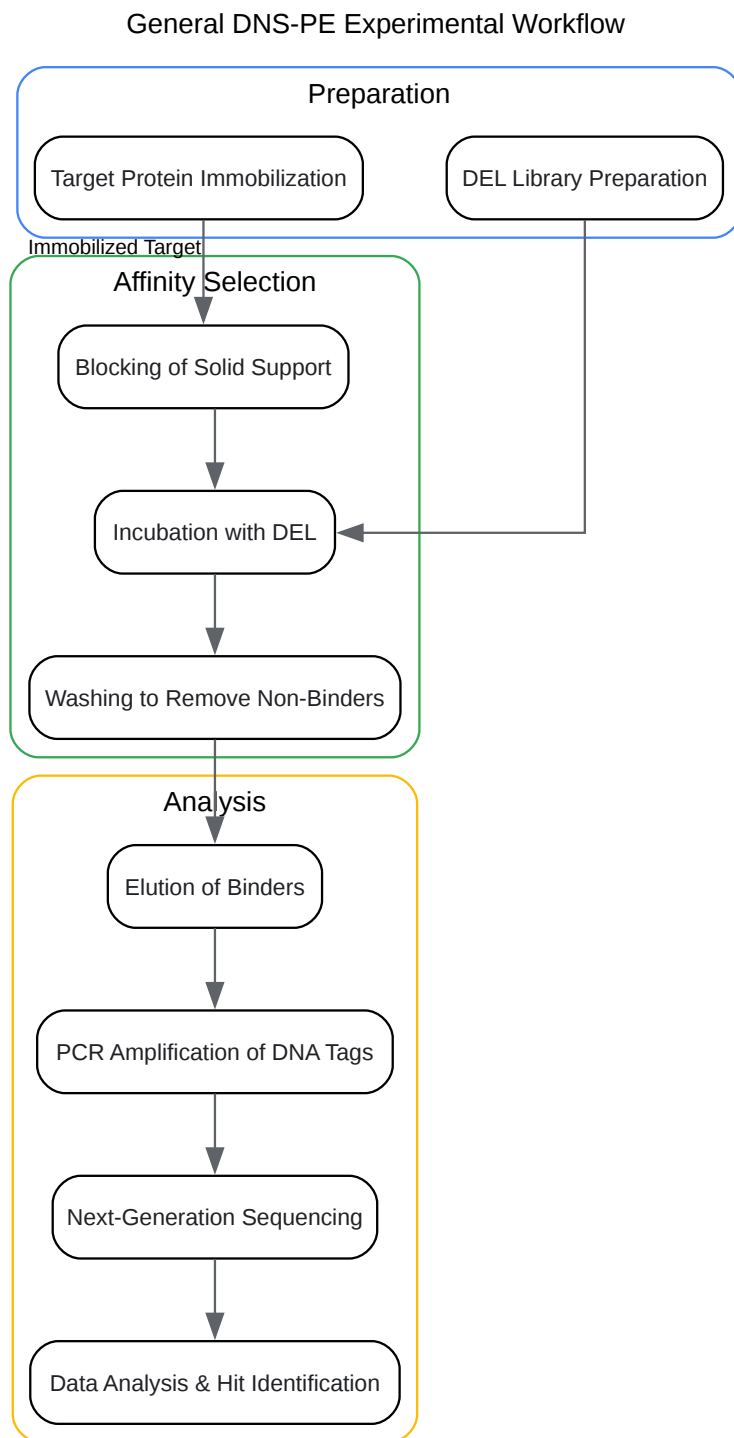 General DNS-PE Experimental Workflow
Preparation
Target Protein Immobilization
DEL Library Preparation
Immobilized Target
Affinity Selection
Blocking of Solid Support
Incubation with DEL
Washing to Remove Non-Binders
Analysis
Elution of Binders
PCR Amplification of DNA Tags
Next-Generation Sequencing
Data Analysis & Hit Identification